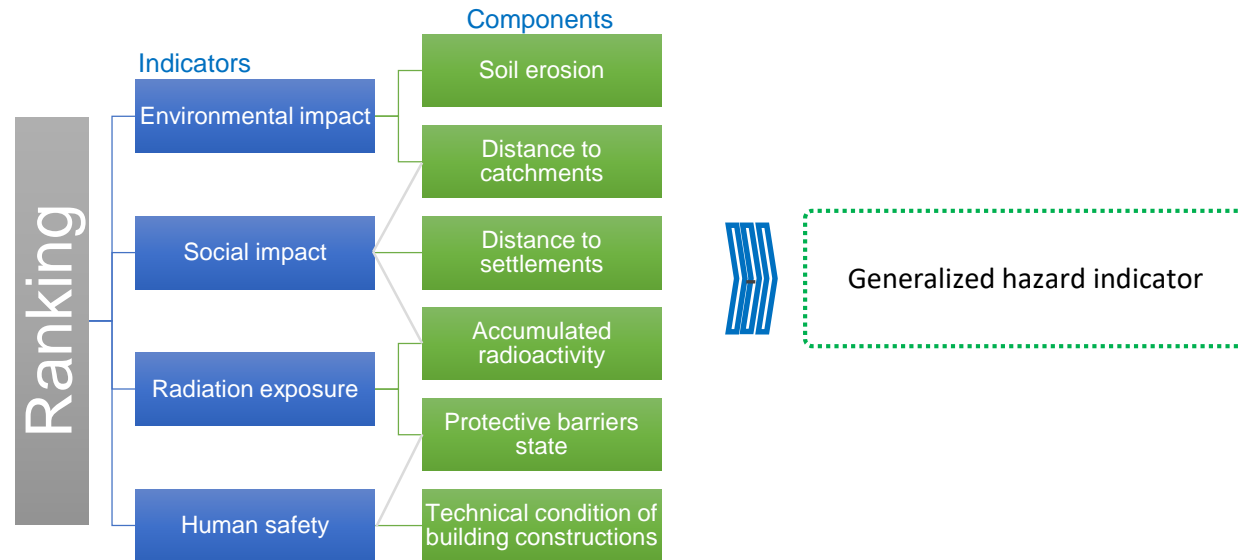 Components
Indicators
Ranking
Environmental impact
Social impact
Radiation exposure
Human safety
Soil erosion
Distance to
catchments
Distance to
settlements
Accumulated
radioactivity
Protective barriers
state
Technical condition of
building constructions
Generalized hazard indicator